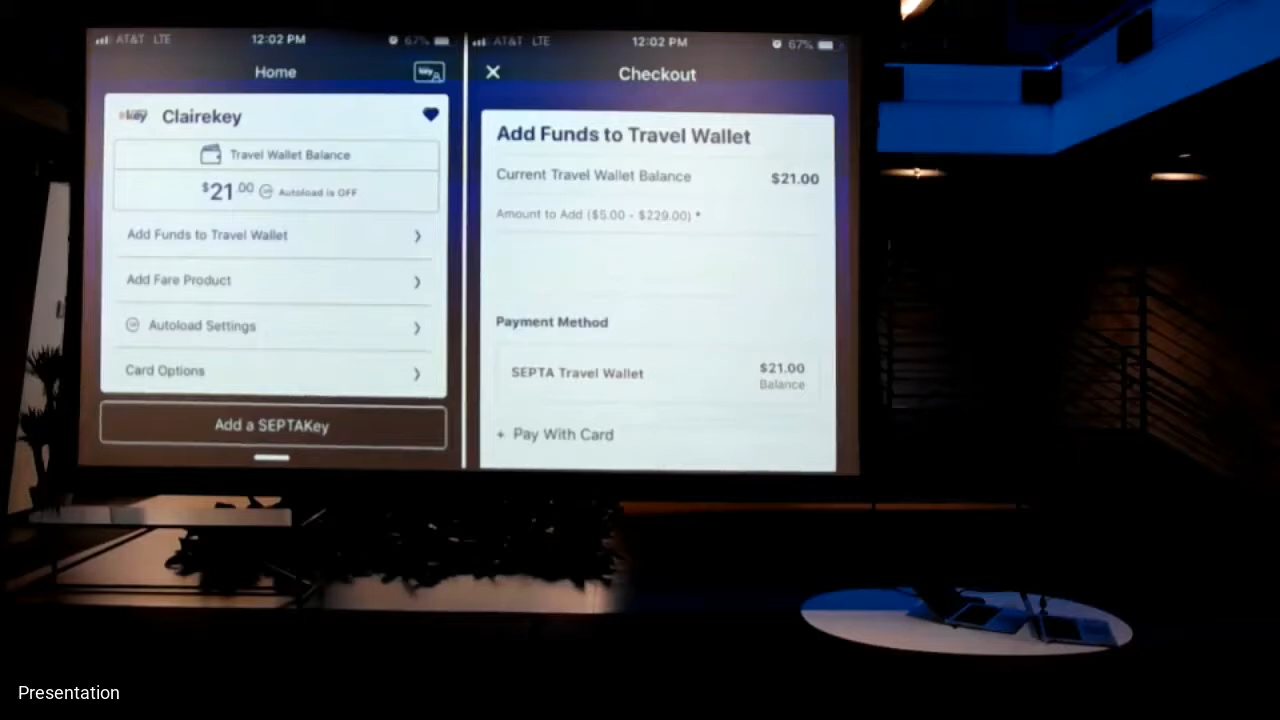 AT&T LTE 12:02 PM 67%
Home
key Clairekey
Travel Wallet Balance
$21.00 Autoload is OFF
Add Funds to Travel Wallet
Add Fare Product
Autoload Settings
Card Options
Add a SEPTAKey
AT&T LTE 12:02 PM 67%
Checkout
Add Funds to Travel Wallet
Current Travel Wallet Balance $21.00
Amount to Add ($5.00 - $229.00) *
Payment Method
SEPTA Travel Wallet $21.00
Balance
+ Pay With Card
Presentation